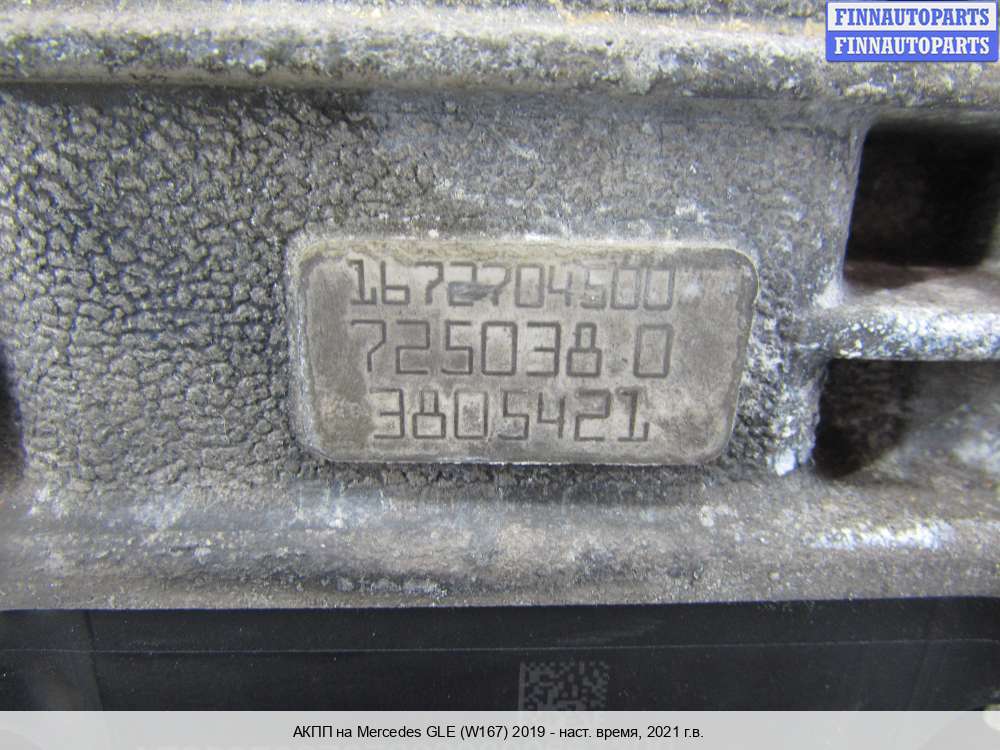 FINNAUTOPARTS
FINNAUTOPARTS
1672704500
725038.0
3805421
АКПП на Mercedes GLE (W167) 2019 - наст. время, 2021 г.в.